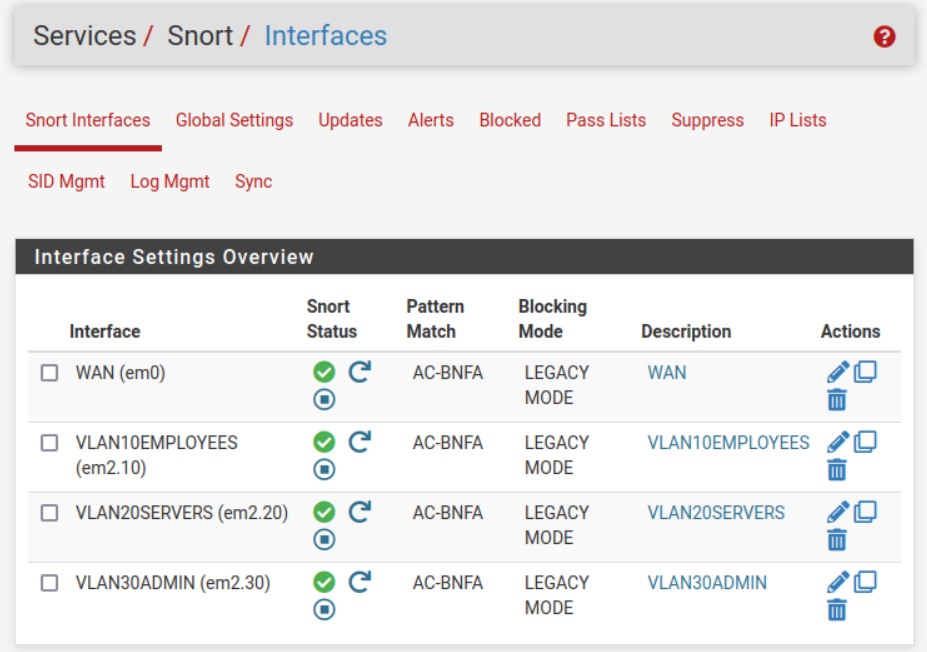 Services / Snort / Interfaces
Snort Interfaces Global Settings Updates Alerts Blocked Pass Lists Suppress IP Lists
SID Mgmt Log Mgmt Sync
Interface Settings Overview
Interface Snort Status Pattern Match Blocking Mode Description Actions
WAN (em0) AC-BNFA LEGACY MODE WAN
VLAN10EMPLOYEES (em2.10) AC-BNFA LEGACY MODE VLAN10EMPLOYEES
VLAN20SERVERS (em2.20) AC-BNFA LEGACY MODE VLAN20SERVERS
VLAN30ADMIN (em2.30) AC-BNFA LEGACY MODE VLAN30ADMIN